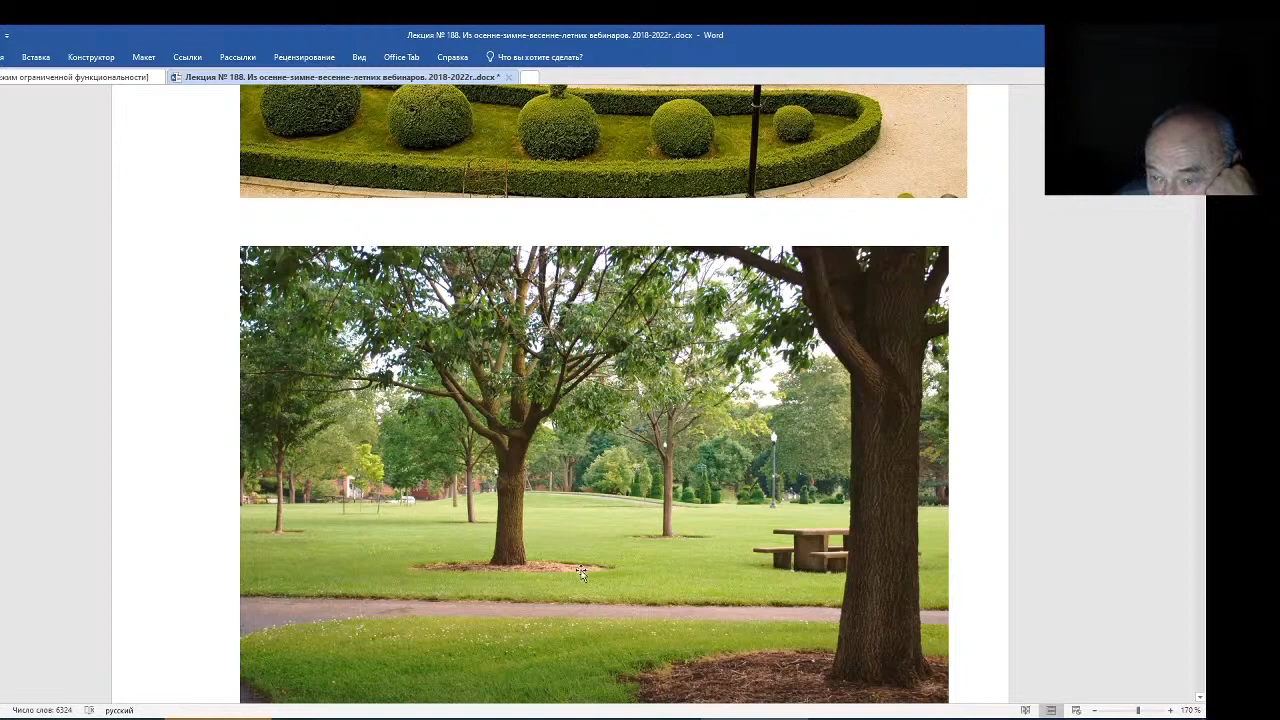 Лекция № 188. Из осенне-зимне-весенне-летних вебинаров. 2018-2022г..docx - Word
Вставка Конструктор Макет Ссылки Рассылки Рецензирование Вид Office Tab Справка Что вы хотите сделать?
ограниченной функциональности] Лекция № 188. Из осенне-зимне-весенне-летних вебинаров. 2018-2022г..docx *
Число слов: 6324 русский 170 %